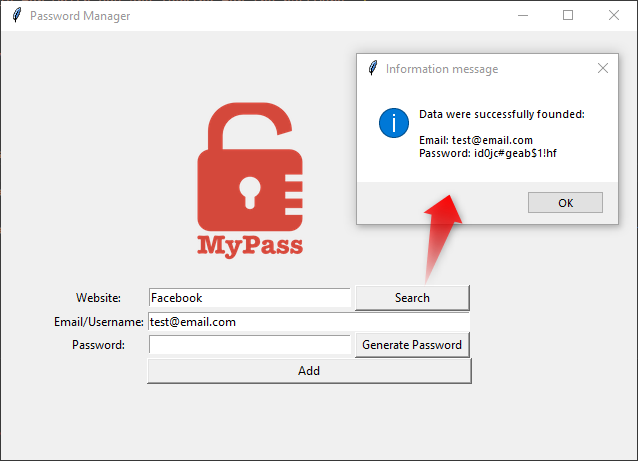 Password Manager
Information message
Data were successfully founded:
Email: test@email.com
Password: id0jc#geab$1!hf
OK
MyPass
Website: Facebook Search
Email/Username: test@email.com
Password: Generate Password
Add